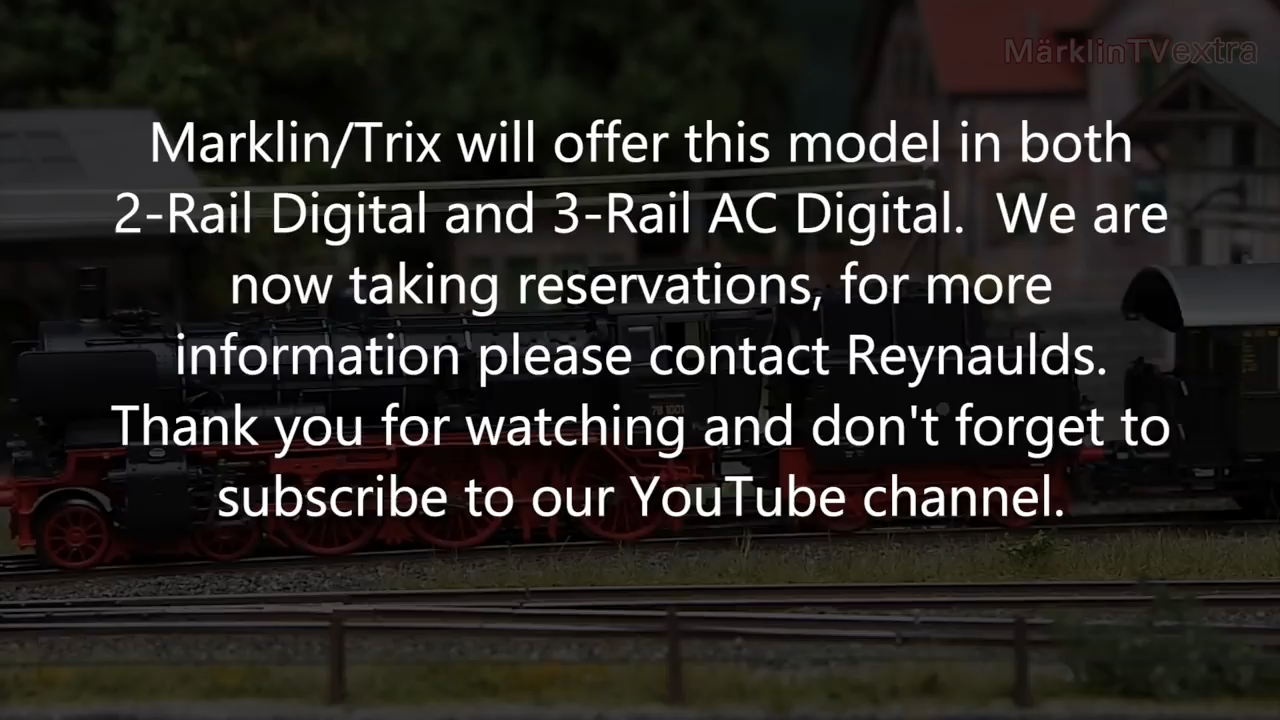 MärklinTVextra
Marklin/Trix will offer this model in both
2-Rail Digital and 3-Rail AC Digital.  We are
now taking reservations, for more
information please contact Reynaulds.
Thank you for watching and don't forget to
subscribe to our YouTube channel.
78 1001